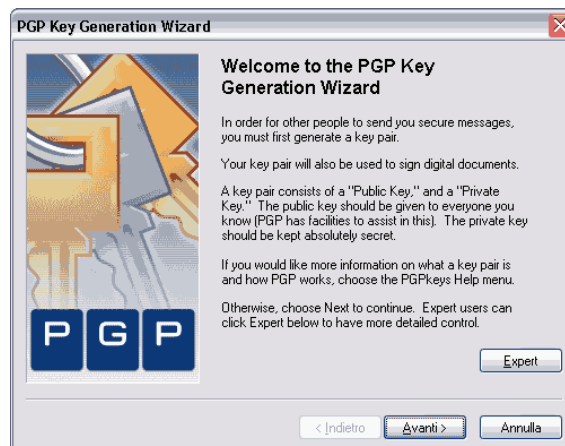 PGP Key Generation Wizard
Welcome to the PGP Key
Generation Wizard
In order for other people to send you secure messages,
you must first generate a key pair.
Your key pair will also be used to sign digital documents.
A key pair consists of a "Public Key," and a "Private
Key." The public key should be given to everyone you
know (PGP has facilities to assist in this). The private key
should be kept absolutely secret.
If you would like more information on what a key pair is
and how PGP works, choose the PGPkeys Help menu.
Otherwise, choose Next to continue. Expert users can
click Expert below to have more detailed control.
PGP
Expert
< Indietro Avanti > Annulla